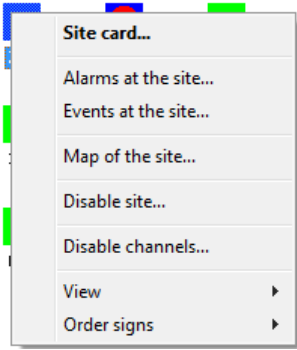 Site card...
Alarms at the site...
Events at the site...
Map of the site...
Disable site...
Disable channels...
View
Order signs